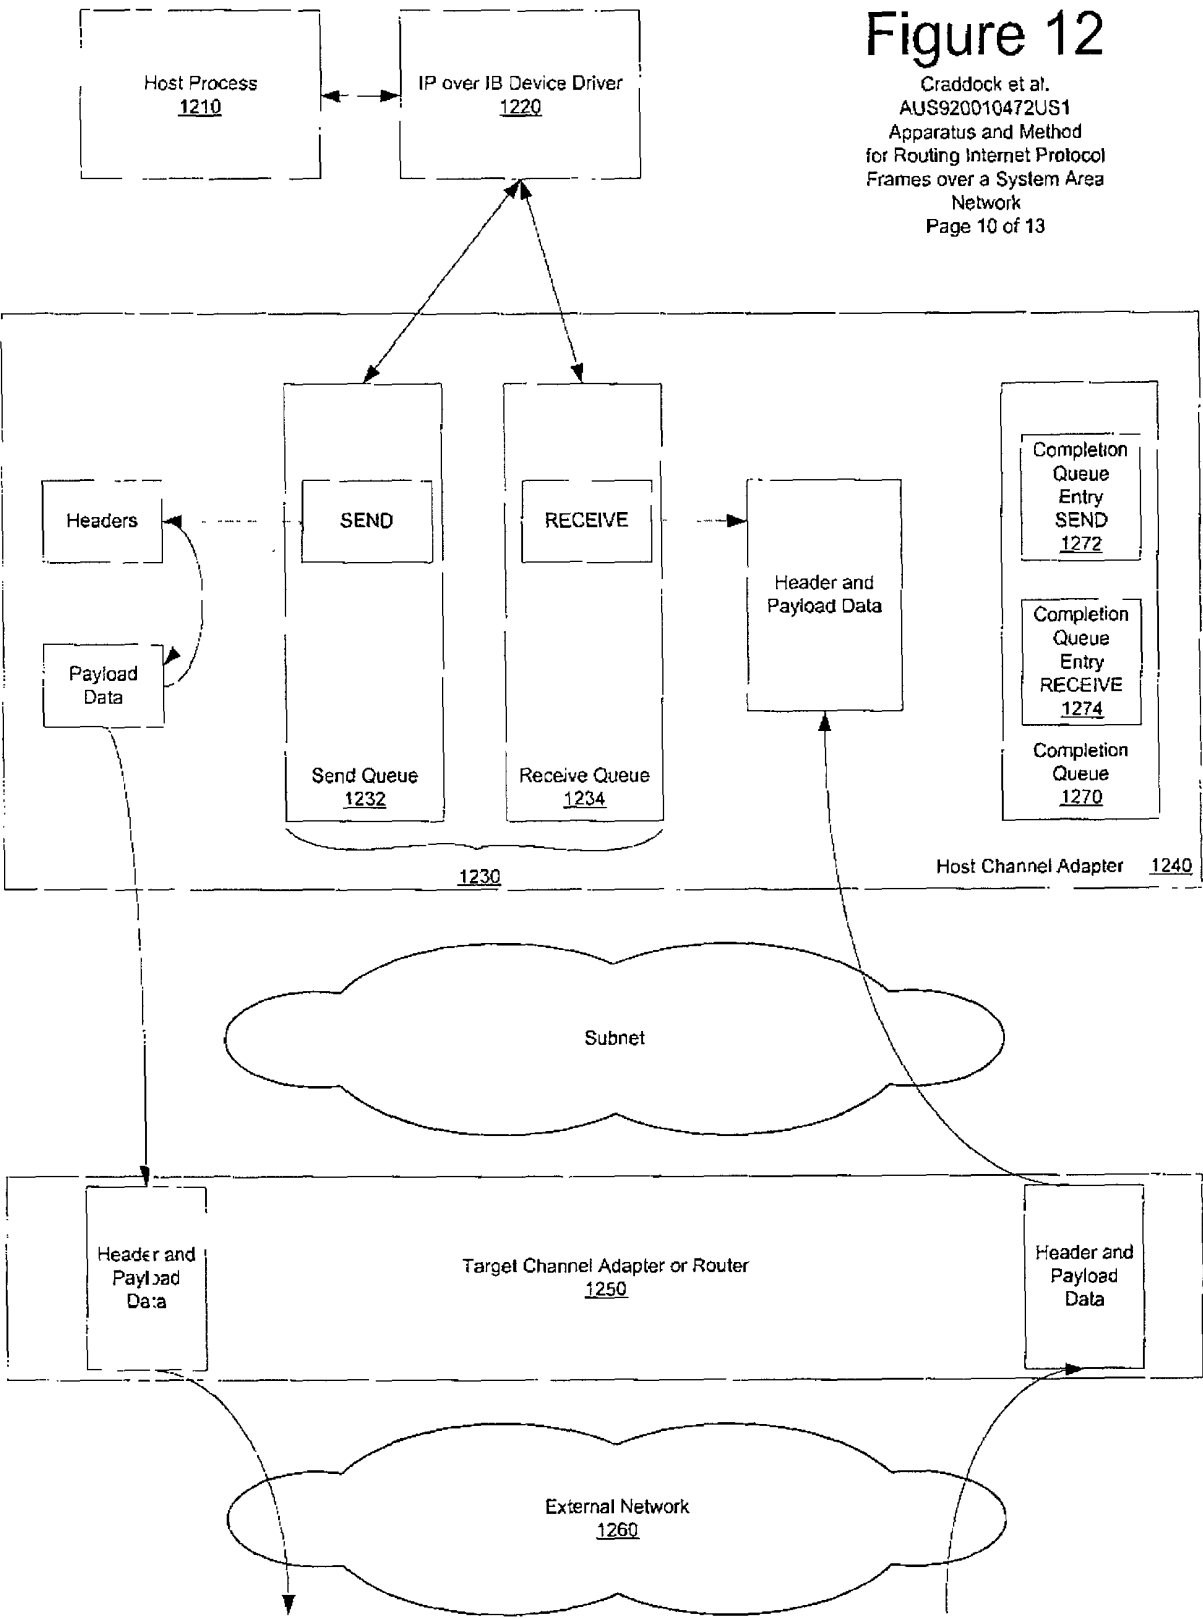 Figure 12
Craddock et al.
AUS920010472US1
Apparatus and Method
for Routing Internet Protocol
Frames over a System Area
Network
Page 10 of 13
Host Process
1210
IP over IB Device Driver
1220
Headers
SEND
RECEIVE
Header and
Payload Data
Completion
Queue
Entry
SEND
1272
Payload
Data
Completion
Queue
Entry
RECEIVE
1274
Send Queue
1232
Receive Queue
1234
Completion
Queue
1270
1230
Host Channel Adapter 1240
Subnet
Header and
Payload
Data
Target Channel Adapter or Router
1250
Header and
Payload
Data
External Network
1260